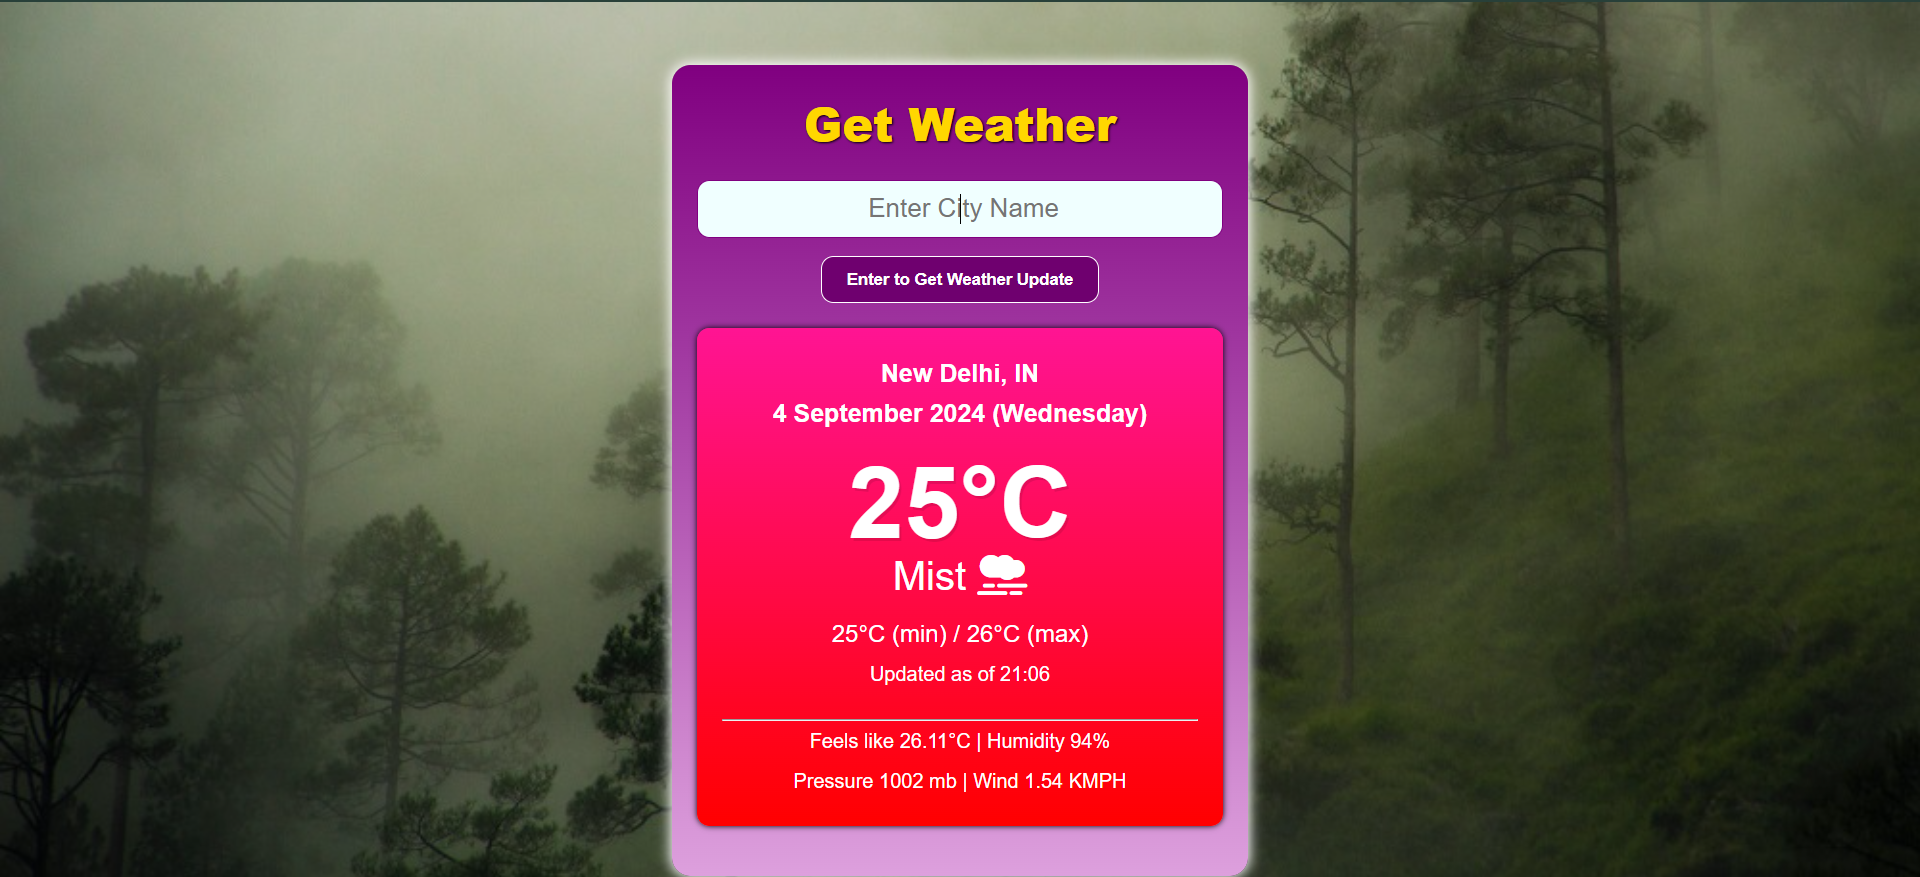 Get Weather
Enter City Name
Enter to Get Weather Update
New Delhi, IN
4 September 2024 (Wednesday)
25°C
Mist
25°C (min) / 26°C (max)
Updated as of 21:06
Feels like 26.11°C | Humidity 94%
Pressure 1002 mb | Wind 1.54 KMPH